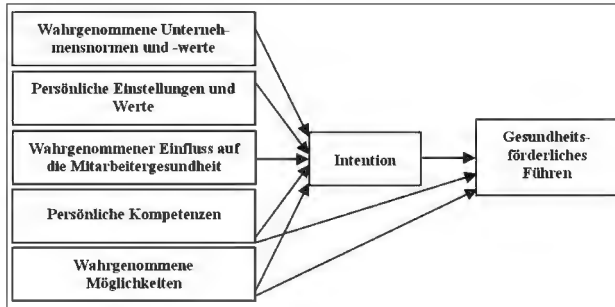 Wahrgenommene Unterneh-
mensnormen und -werte
Persönliche Einstellungen und
Werte
Wahrgenommener Einfluss auf
die Mitarbeitergesundheit
Persönliche Kompetenzen
Wahrgenommene
Möglichkeiten
Intention
Gesundheits-
förderliches
Führen